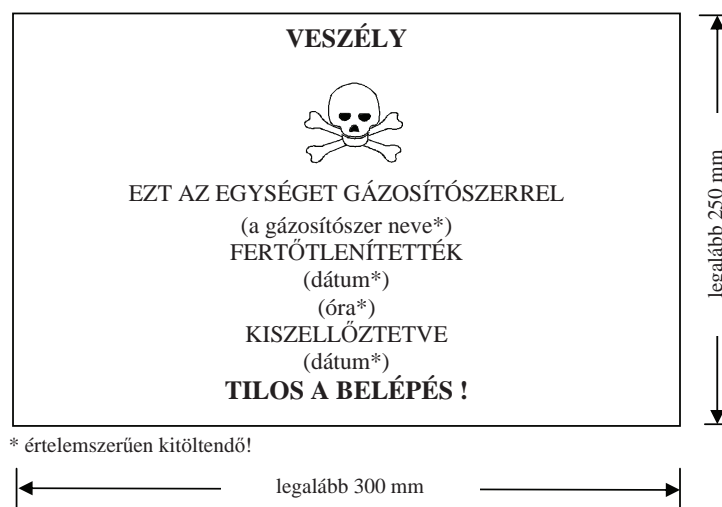 VESZÉLY
EZT AZ EGYSÉGET GÁZOSÍTÓSZERREL
(a gázosítószer neve*)
FERTŐTLENÍTETTÉK
(dátum*)
(óra*)
KISZELLŐZTETVE
(dátum*)
TILOS A BELÉPÉS !
legalább 250 mm
* értelemszerűen kitöltendő!
legalább 300 mm